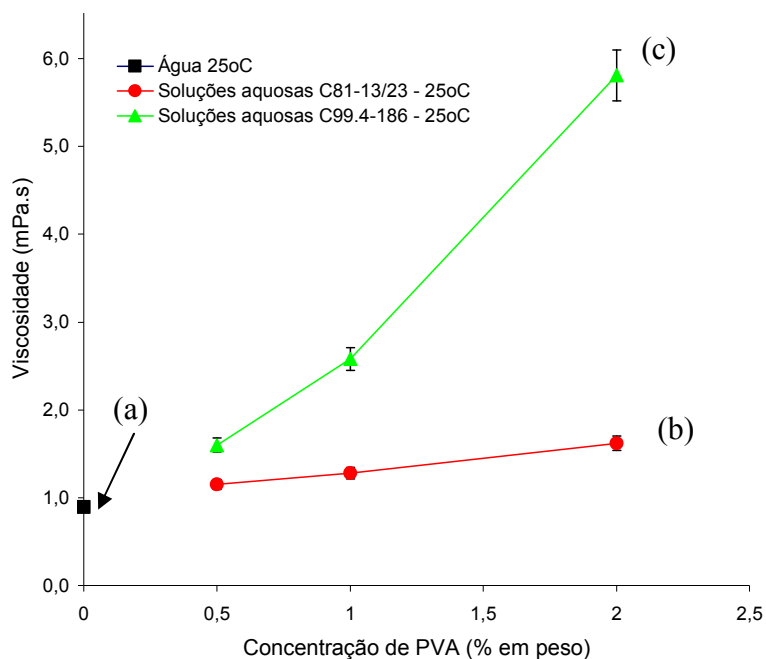 6,0
5,0
4,0
3,0
2,0
1,0
0,0
Viscosidade (mPa.s)
Água 25oC
Soluções aquosas C81-13/23 - 25oC
Soluções aquosas C99.4-186 - 25oC
(c)
(a)
(b)
0
0,5
1
1,5
2
2,5
Concentração de PVA (% em peso)